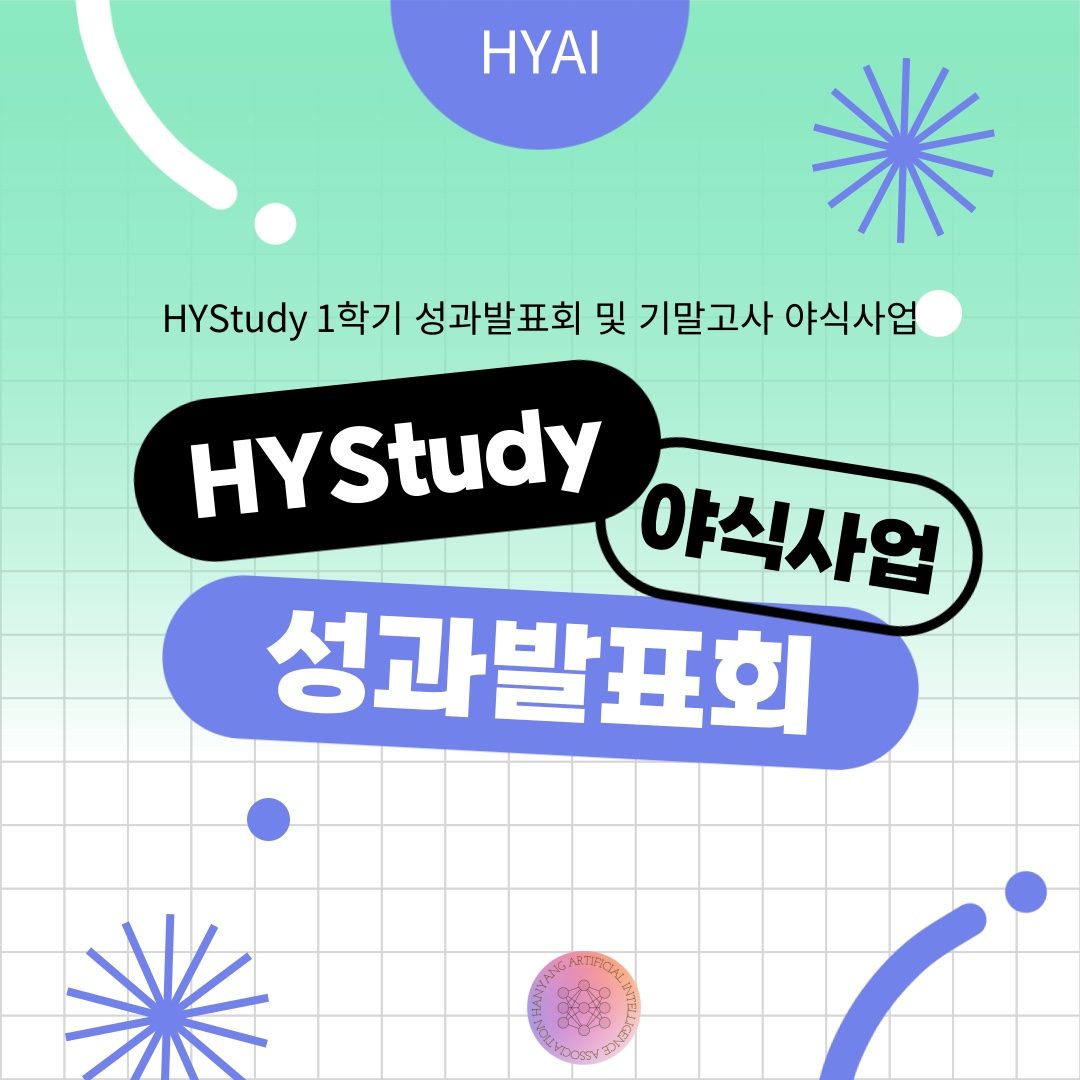 HYAI
HYStudy 1학기 성과발표회 및 기말고사 야식사업
HYStudy
야식사업
성과발표회
HANYANG ARTIFICIAL INTELLIGENCE ASSOCIATION